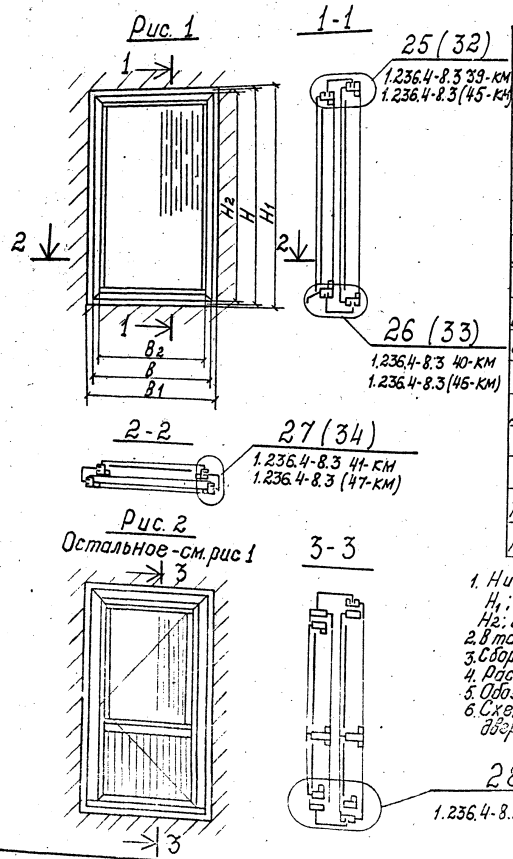 Рис. 1
1-1
1
25 (32)
1.236.4-8.3 39-КМ
1.236.4-8.3 (45-КМ)
H2
H
H1
2
2
1
B2
B
B1
26 (33)
1.236.4-8.3 40-КМ
1.236.4-8.3 (46-КМ)
2-2
27 (34)
1.236.4-8.3 41-КМ
1.236.4-8.3 (47-КМ)
Рис. 2
Остальное-см. рис 1
3
3-3
1. Ни
H1;
H2;
2. В та
3. Сбор
4. Рас
5. Обоз
6. Схе
двер
28
1.236.4-8.
3